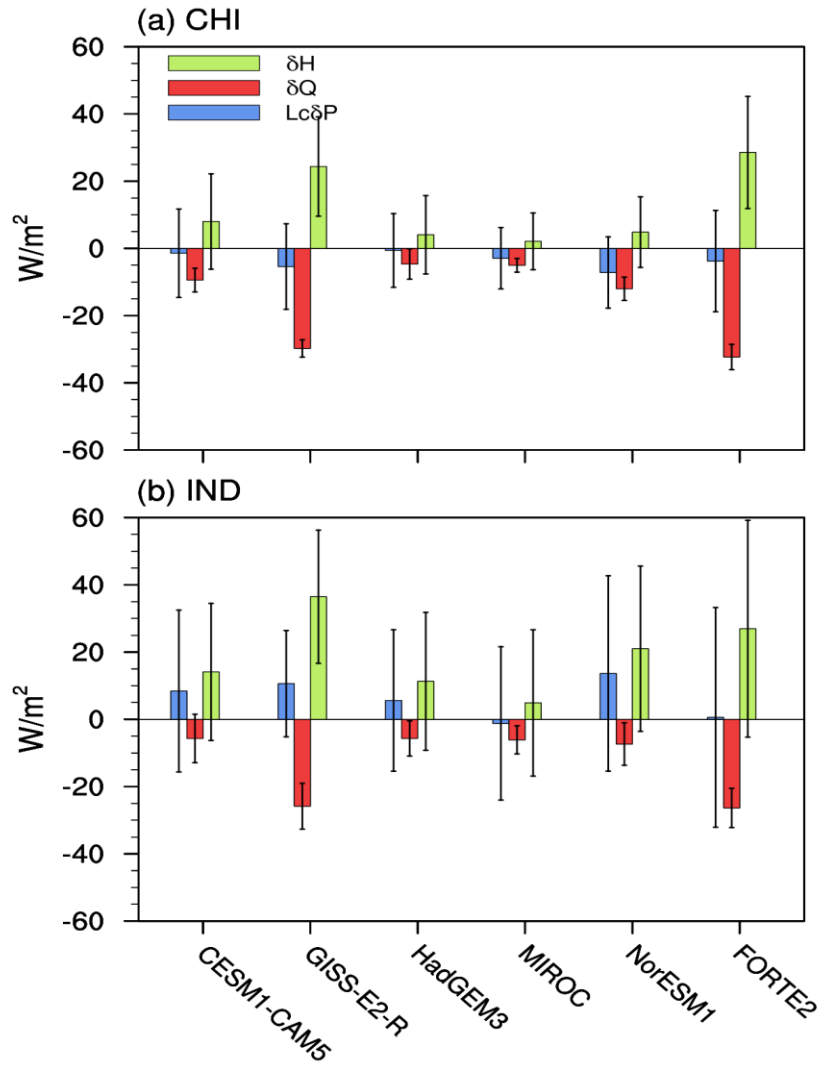 (a) CHI
60
40
20
0
-20
-40
-60
W/m²
δH
δQ
LcδP
(b) IND
60
40
20
0
-20
-40
-60
W/m²
CESM1-CAM5
GISS-E2-R
HadGEM3
MIROC
NorESM1
FORTE2